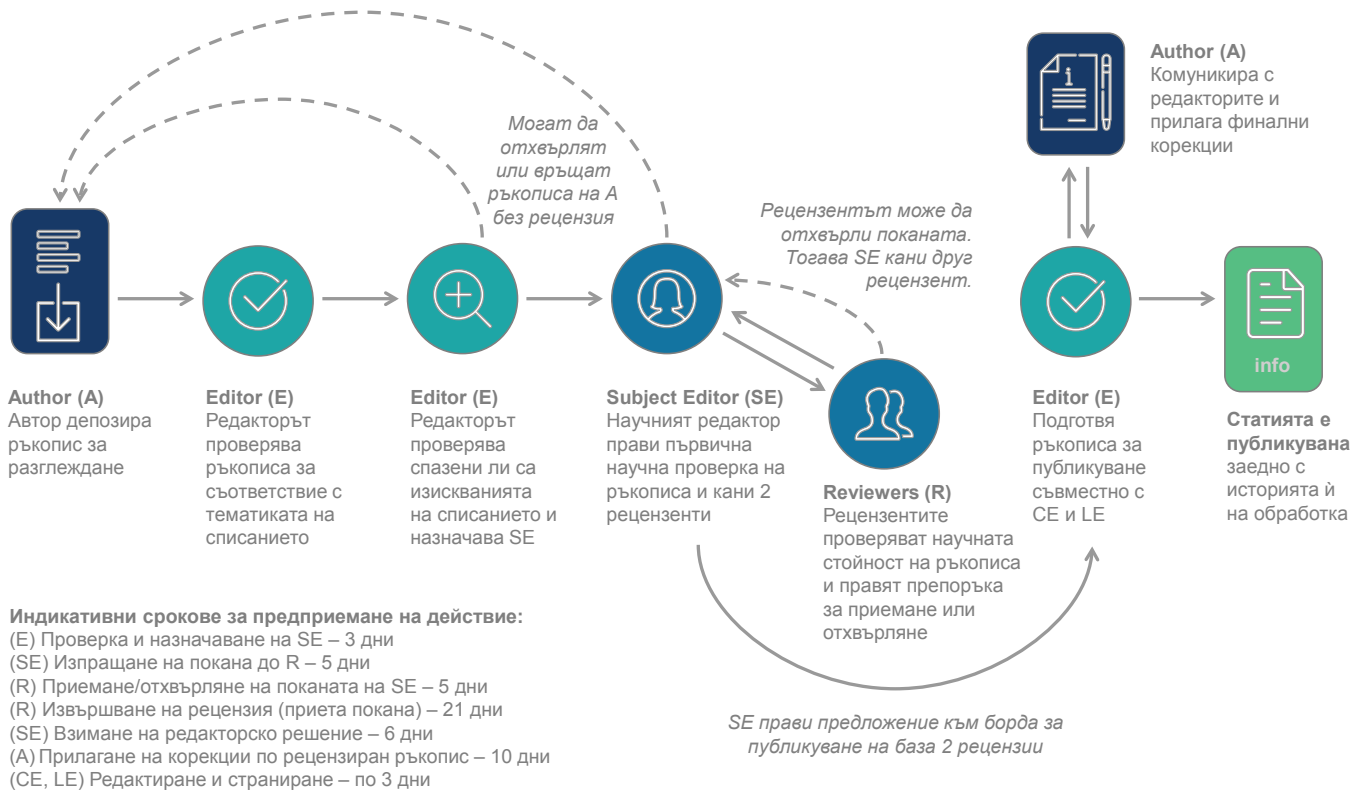 Могат да
отхвърлят
или връщат
ръкописа на А
без рецензия
Рецензентът може да
отхвърли поканата.
Тогава SE кани друг
рецензент.
Author (A)
Комуникира с
редакторите и
прилага финални
корекции
Author (A)
Автор депозира
ръкопис за
разглеждане
Editor (E)
Редакторът
проверява
ръкописа за
съответствие с
тематиката на
списанието
Editor (E)
Редакторът
проверява
спазени ли са
изискванията
на списанието и
назначава SE
Subject Editor (SE)
Научният редактор
прави първична
научна проверка на
ръкописа и кани 2
рецензенти
Reviewers (R)
Рецензентите
проверяват научната
стойност на ръкописа
и правят препоръка
за приемане или
отхвърляне
Editor (E)
Подготвя
ръкописа за
публикуване
съвместно с
CE и LE
i
info
Статията е
публикувана
заедно с
историята ѝ
на обработка
SE прави предложение към борда за
публикуване на база 2 рецензии
Индикативни срокове за предприемане на действие:
(E) Проверка и назначаване на SE – 3 дни
(SE) Изпращане на покана до R – 5 дни
(R) Приемане/отхвърляне на поканата на SE – 5 дни
(R) Извършване на рецензия (приета покана) – 21 дни
(SE) Взимане на редакторско решение – 6 дни
(A) Прилагане на корекции по рецензиран ръкопис – 10 дни
(CE, LE) Редактиране и страниране – по 3 дни